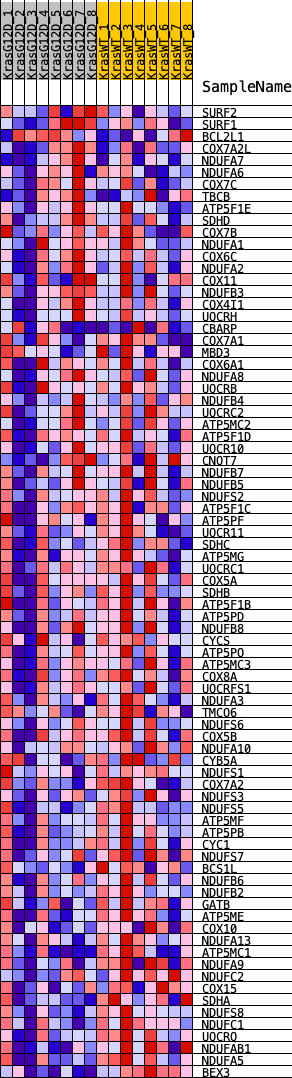 KrasG12D_1
KrasG12D_2
KrasG12D_3
KrasG12D_4
KrasG12D_5
KrasG12D_6
KrasG12D_7
KrasG12D_8
KrasWT_1
KrasWT_2
KrasWT_3
KrasWT_4
KrasWT_5
KrasWT_6
KrasWT_7
KrasWT_8
SampleName
SURF2
SURF1
BCL2L1
COX7A2L
NDUFA7
NDUFA6
COX7C
TBCB
ATP5F1E
SDHD
COX7B
NDUFA1
COX6C
NDUFA2
COX11
NDUFB3
COX4I1
UQCRH
CBARP
COX7A1
MBD3
COX6A1
NDUFA8
UQCRB
NDUFB4
UQCRC2
ATP5MC2
ATP5F1D
UQCR10
CNOT7
NDUFB7
NDUFB5
NDUFS2
ATP5F1C
ATP5PF
UQCR11
SDHC
ATP5MG
UQCRC1
COX5A
SDHB
ATP5F1B
ATP5PD
NDUFB8
CYCS
ATP5PO
ATP5MC3
COX8A
UQCRFS1
NDUFA3
TMCO6
NDUFS6
COX5B
NDUFA10
CYB5A
NDUFS1
COX7A2
NDUFS3
NDUFS5
ATP5MF
ATP5PB
CYC1
NDUFS7
BCS1L
NDUFB6
NDUFB2
GATB
ATP5ME
COX10
NDUFA13
ATP5MC1
NDUFA9
NDUFC2
COX15
SDHA
NDUFS8
NDUFC1
UQCRQ
NDUFAB1
NDUFA5
BEX3